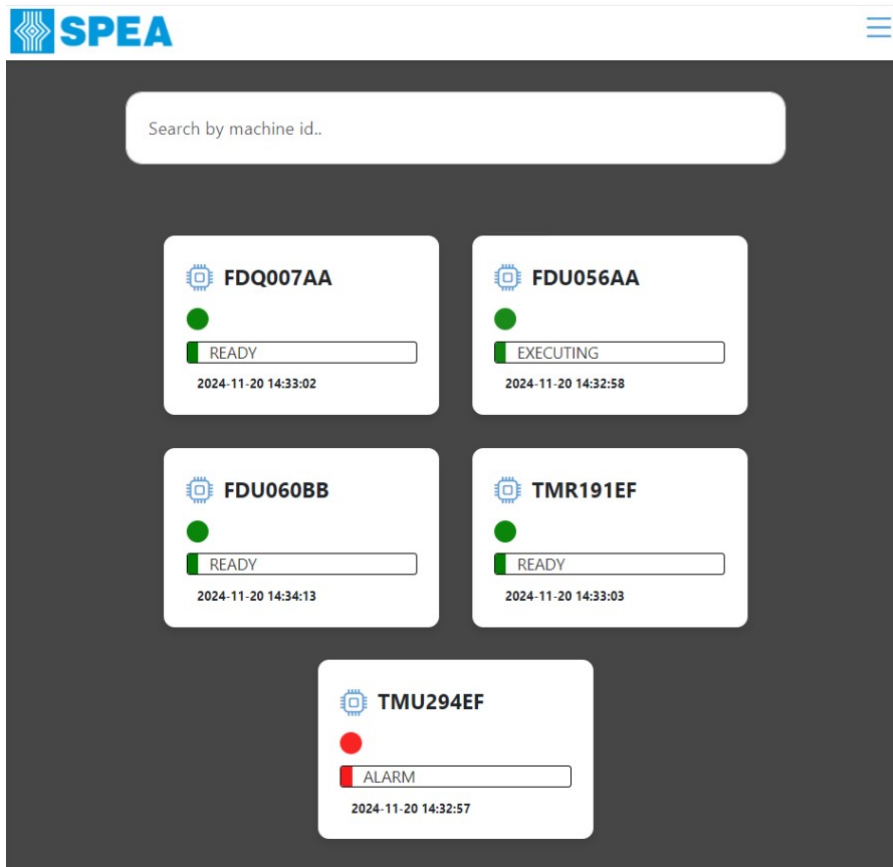 SPEA
Search by machine id..
FDQ007AA
READY
2024-11-20 14:33:02
FDU056AA
EXECUTING
2024-11-20 14:32:58
FDU060BB
READY
2024-11-20 14:34:13
TMR191EF
READY
2024-11-20 14:33:03
TMU294EF
ALARM
2024-11-20 14:32:57